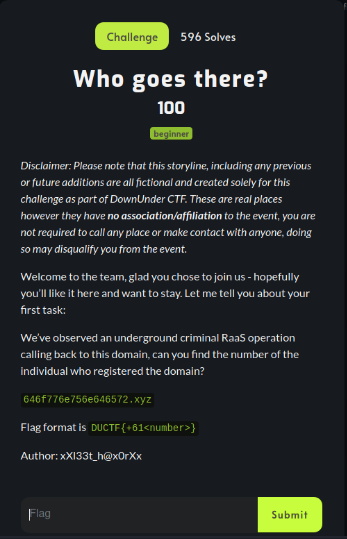 Challenge 596 Solves
Who goes there?
100
beginner
Disclaimer: Please note that this storyline, including any previous
or future additions are all fictional and created solely for this
challenge as part of DownUnder CTF. These are real places
however they have no association/affiliation to the event, you are
not required to call any place or make contact with anyone, doing
so may disqualify you from the event.
Welcome to the team, glad you chose to join us - hopefully
you'll like it here and want to stay. Let me tell you about your
first task:
We've observed an underground criminal RaaS operation
calling back to this domain, can you find the number of the
individual who registered the domain?
646f776e756e646572.xyz
Flag format is DUCTF{+61<number>}
Author: xXl33t_h@x0rXx
Flag
Submit